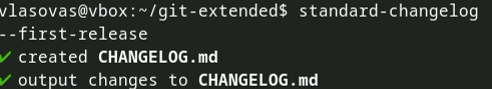 vlasovas@vbox:~/git-extended$ standard-changelog
--first-release
✔ created CHANGELOG.md
✔ output changes to CHANGELOG.md